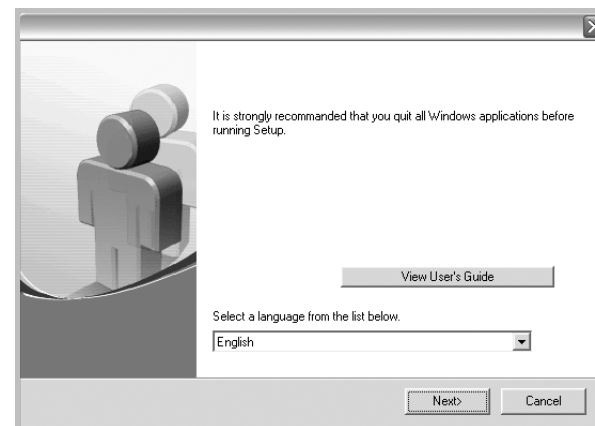 It is strongly recommanded that you quit all Windows applications before
running Setup.
View User's Guide
Select a language from the list below.
English
Next>
Cancel